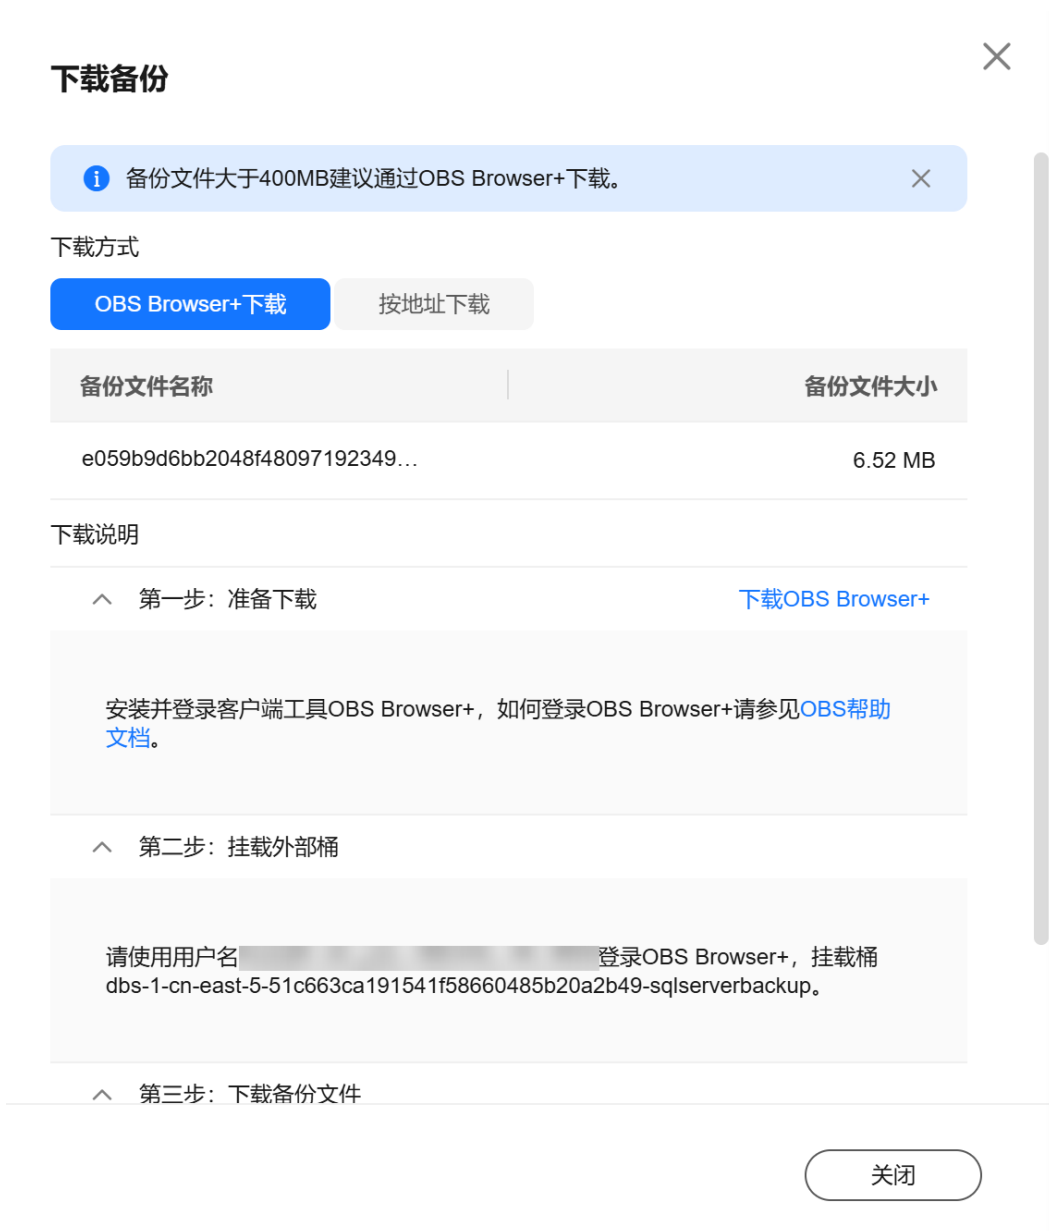 下载备份
备份文件大于400MB建议通过OBS Browser+下载。
下载方式
OBS Browser+下载 按地址下载
备份文件名称 备份文件大小
e059b9d6bb2048f48097192349... 6.52 MB
下载说明
第一步：准备下载 下载OBS Browser+
安装并登录客户端工具OBS Browser+，如何登录OBS Browser+请参见OBS帮助
文档。
第二步：挂载外部桶
请使用用户名登录OBS Browser+，挂载桶
dbs-1-cn-east-5-51c663ca191541f58660485b20a2b49-sqlserverbackup。
第三步：下载备份文件
关闭